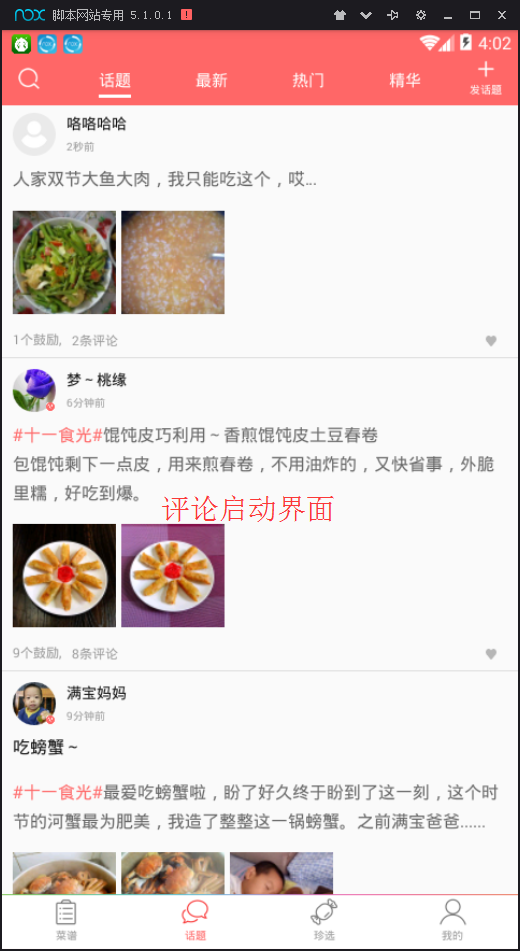 nox 脚本网站专用 5.1.0.1
4:02
话题 最新 热门 精华 发话题
咯咯哈哈
2秒前
人家双节大鱼大肉，我只能吃这个，哎...
1个鼓励, 2条评论
梦～桃缘
6分钟前
#十一食光#馄饨皮巧利用～香煎馄饨皮土豆春卷
包馄饨剩下一点皮，用来煎春卷，不用油炸的，又快省事，外脆
里糯，好吃到爆。
评论启动界面
9个鼓励, 8条评论
满宝妈妈
9分钟前
吃螃蟹～
#十一食光#最爱吃螃蟹啦，盼了好久终于盼到了这一刻，这个时
节的河蟹最为肥美，我造了整整这一锅螃蟹。之前满宝爸爸......
菜谱 话题 珍选 我的